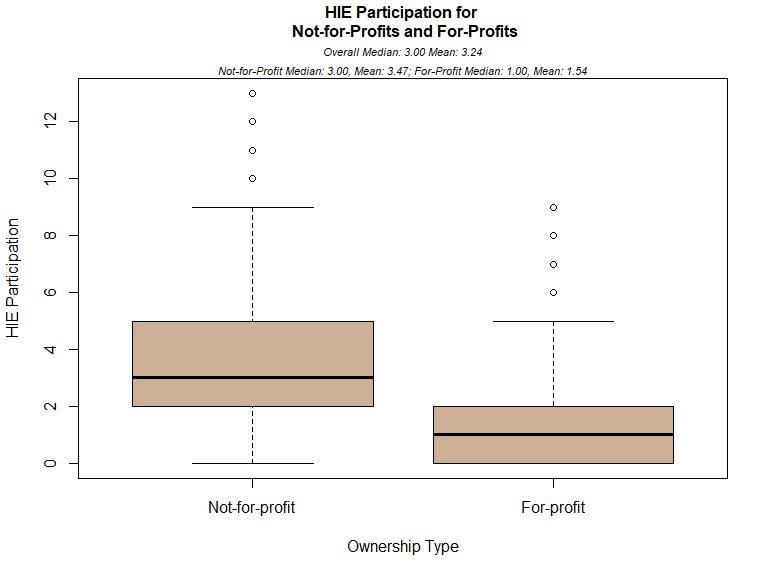 HIE Participation for
Not-for-Profits and For-Profits
Overall Median: 3.00 Mean: 3.24
Not-for-Profit Median: 3.00, Mean: 3.47; For-Profit Median: 1.00, Mean: 1.54
12
10
8
6
4
2
0
HIE Participation
Not-for-profit
For-profit
Ownership Type